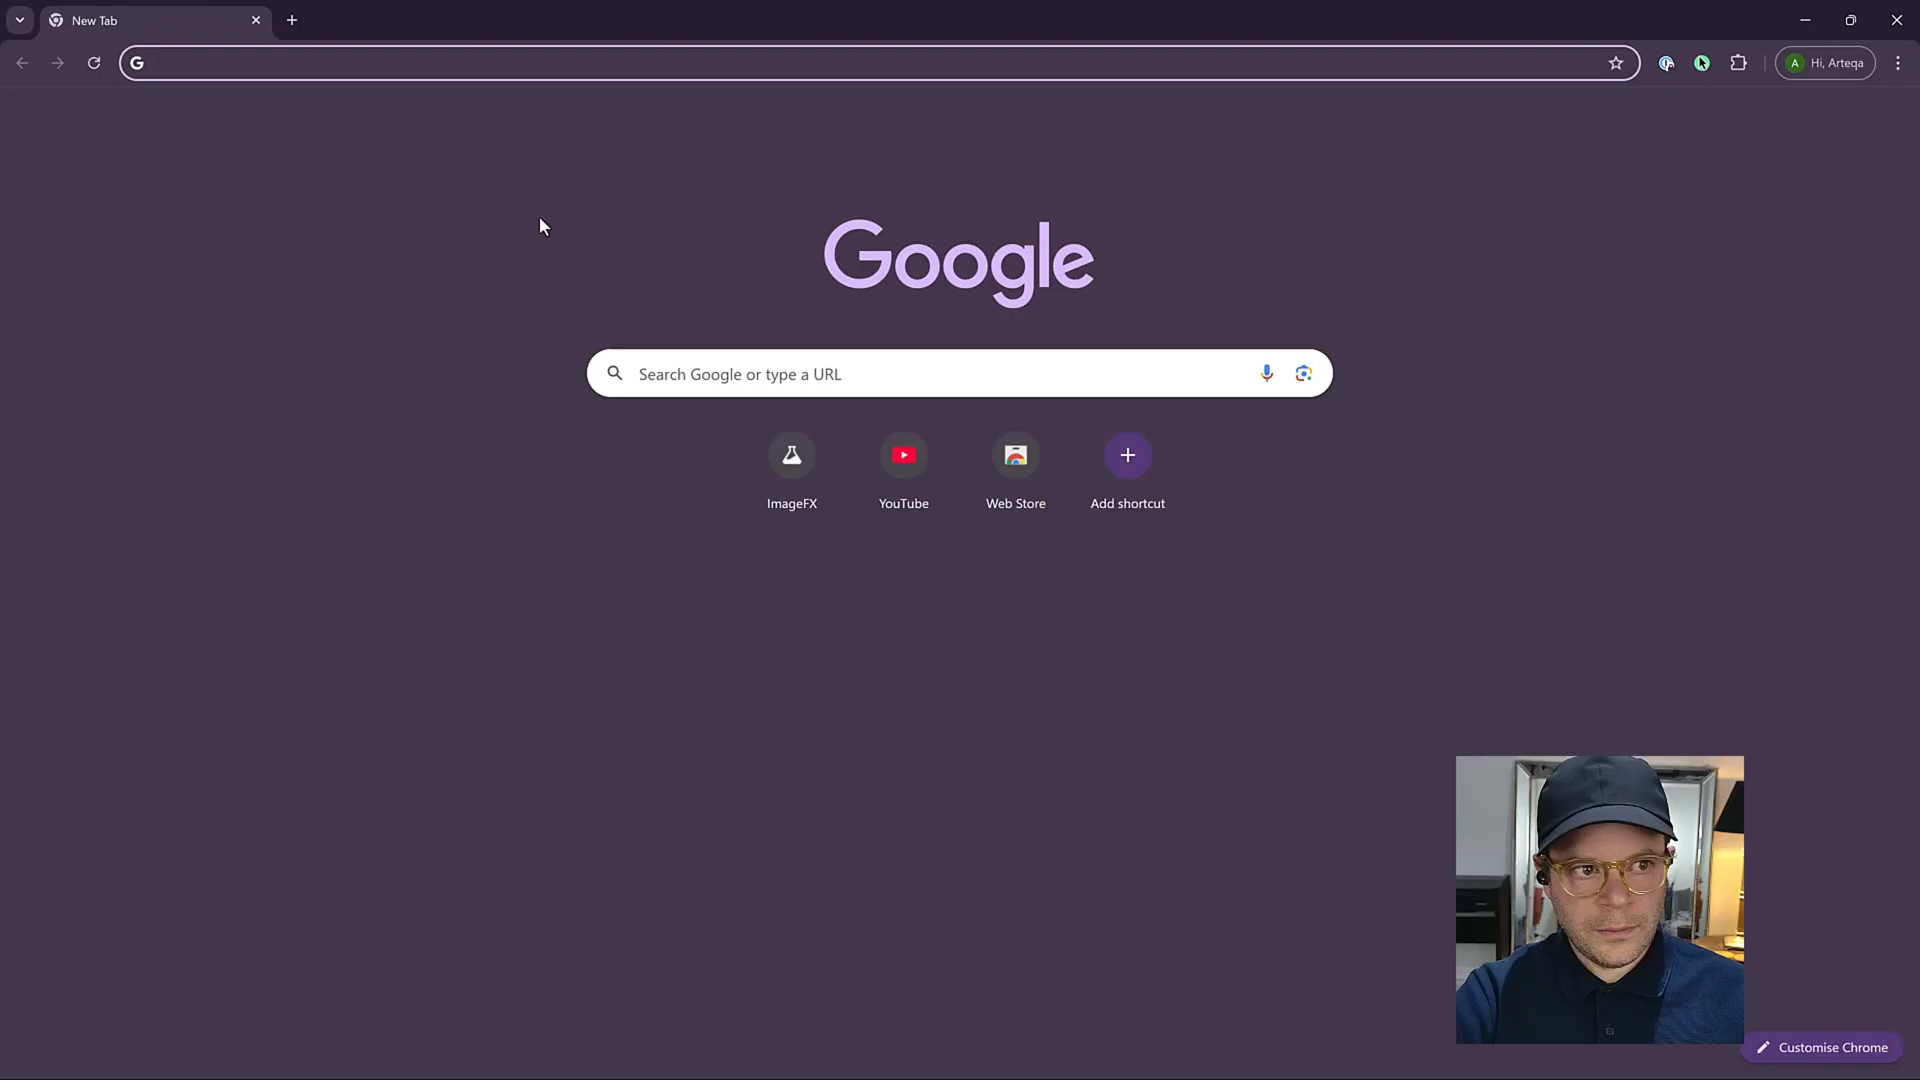 New Tab
A Hi, Arteqa
Google
Search Google or type a URL
ImageFX
YouTube
Web Store
Add shortcut
Customise Chrome